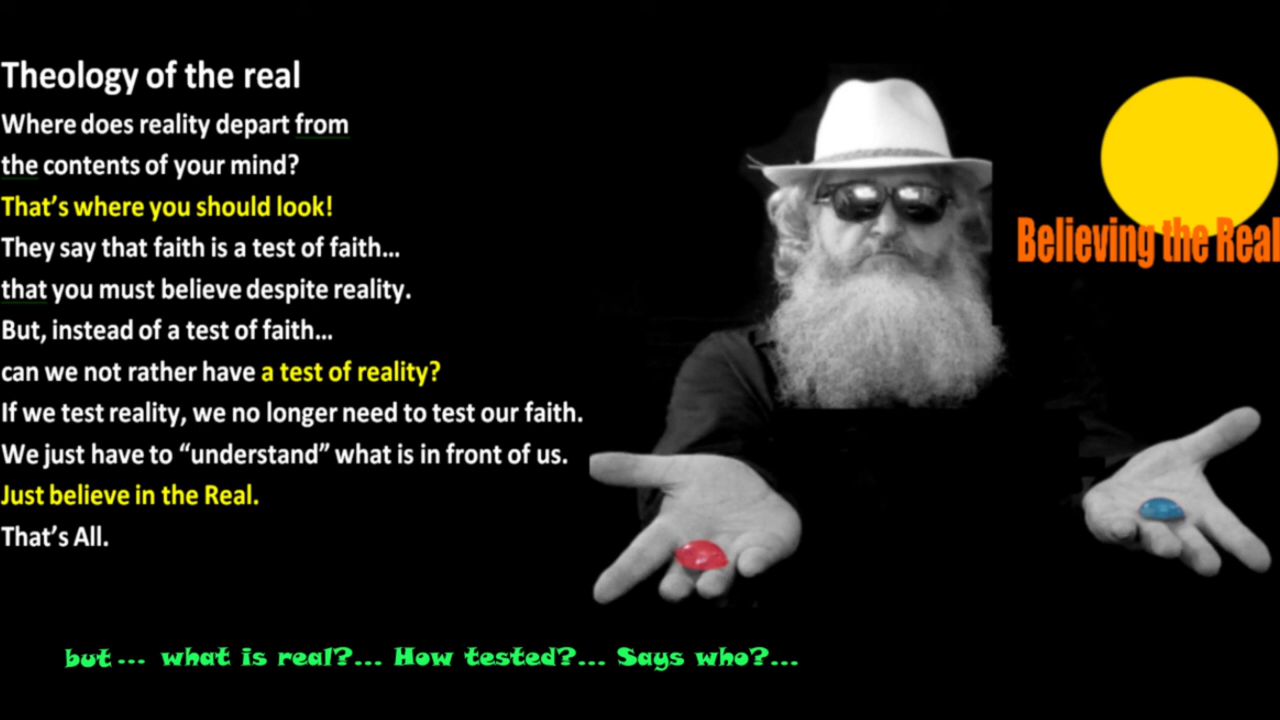 Theology of the real
Where does reality depart from
the contents of your mind?
That's where you should look!
They say that faith is a test of faith...
that you must believe despite reality.
But, instead of a test of faith...
can we not rather have a test of reality?
If we test reality, we no longer need to test our faith.
We just have to “understand” what is in front of us.
Just believe in the Real.
That's All.
Believing the Real
but... what is real?... How tested?... Says who?...